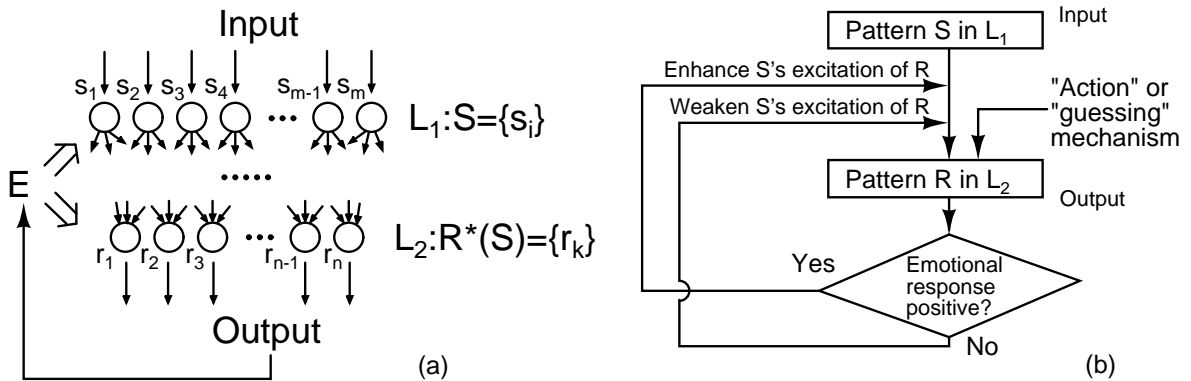 Input
s1 s2 s3 s4 sm-1 sm
L1:S={si}
E
L2:R*(S)={rk}
r1 r2 r3 rn-1 rn
Output
(a)
Pattern S in L1
Input
Enhance S's excitation of R
Weaken S's excitation of R
"Action" or
"guessing"
mechanism
Pattern R in L2
Output
Yes
Emotional
response
positive?
No
(b)